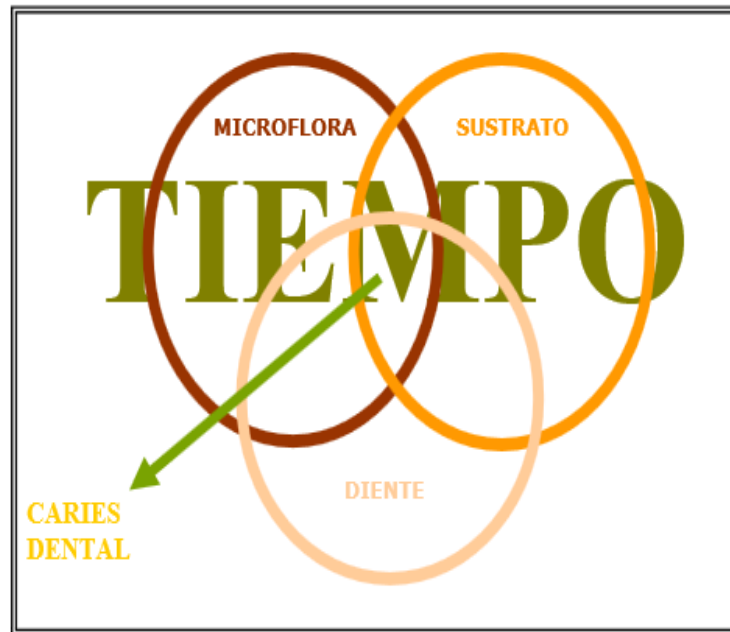 MICROFLORA SUSTRATO
TIEMPO
DIENTE
CARIES
DENTAL